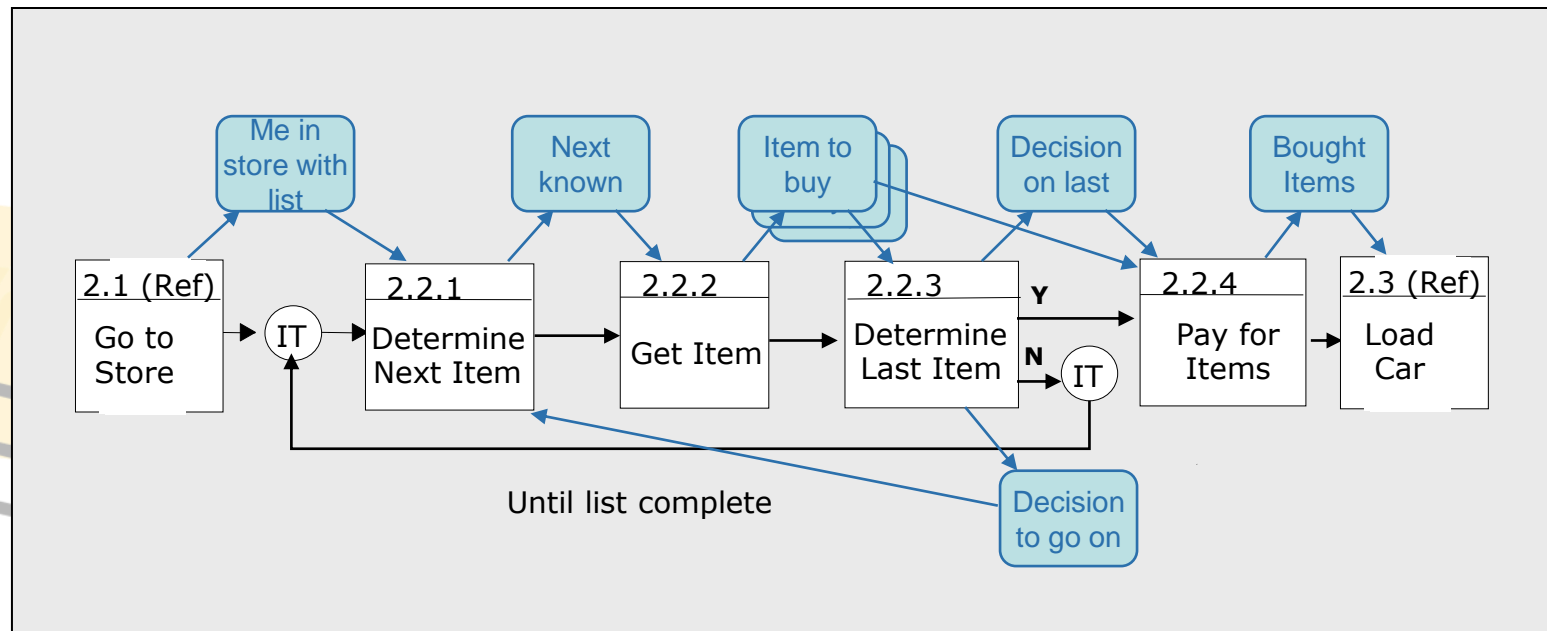 Me in
store with
list
Next
known
Item to
buy
Decision
on last
Bought
Items
2.1 (Ref)
Go to
Store
IT
2.2.1
Determine
Next Item
2.2.2
Get Item
2.2.3
Determine
Last Item
Y
N
IT
2.2.4
Pay for
Items
2.3 (Ref)
Load
Car
Until list complete
Decision
to go on